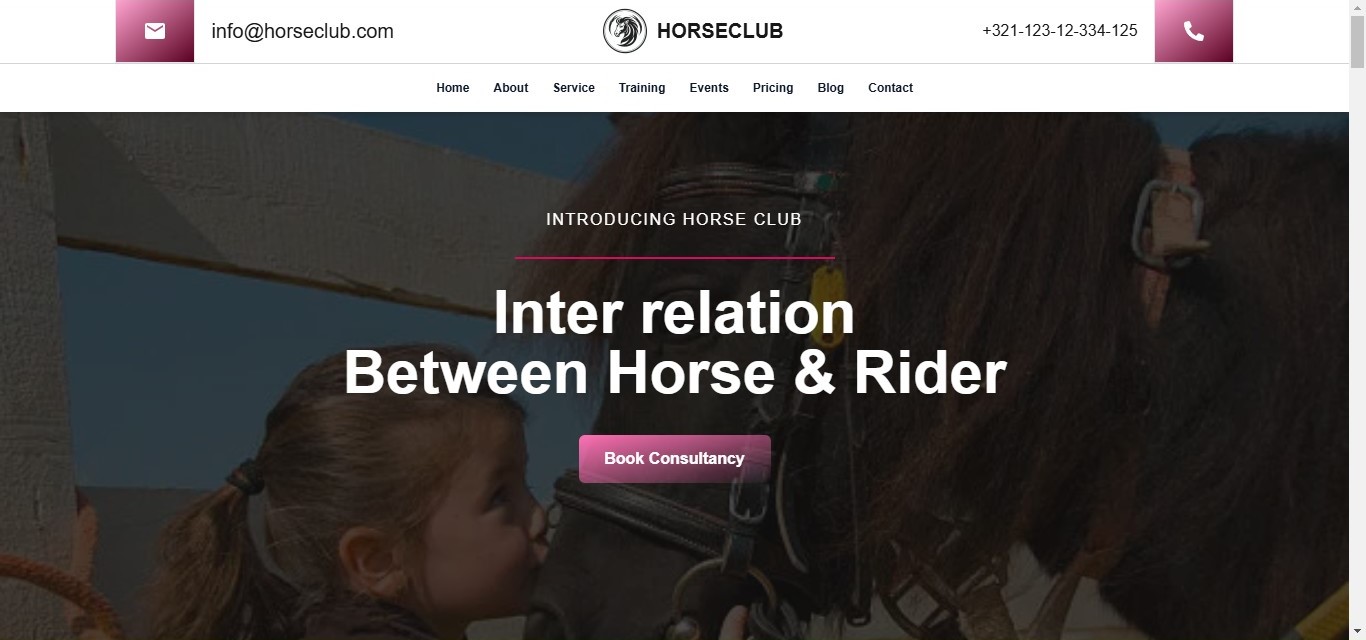 info@horseclub.com
HORSECLUB
+321-123-12-334-125
Home About Service Training Events Pricing Blog Contact
INTRODUCING HORSE CLUB
Inter relation
Between Horse & Rider
Book Consultancy